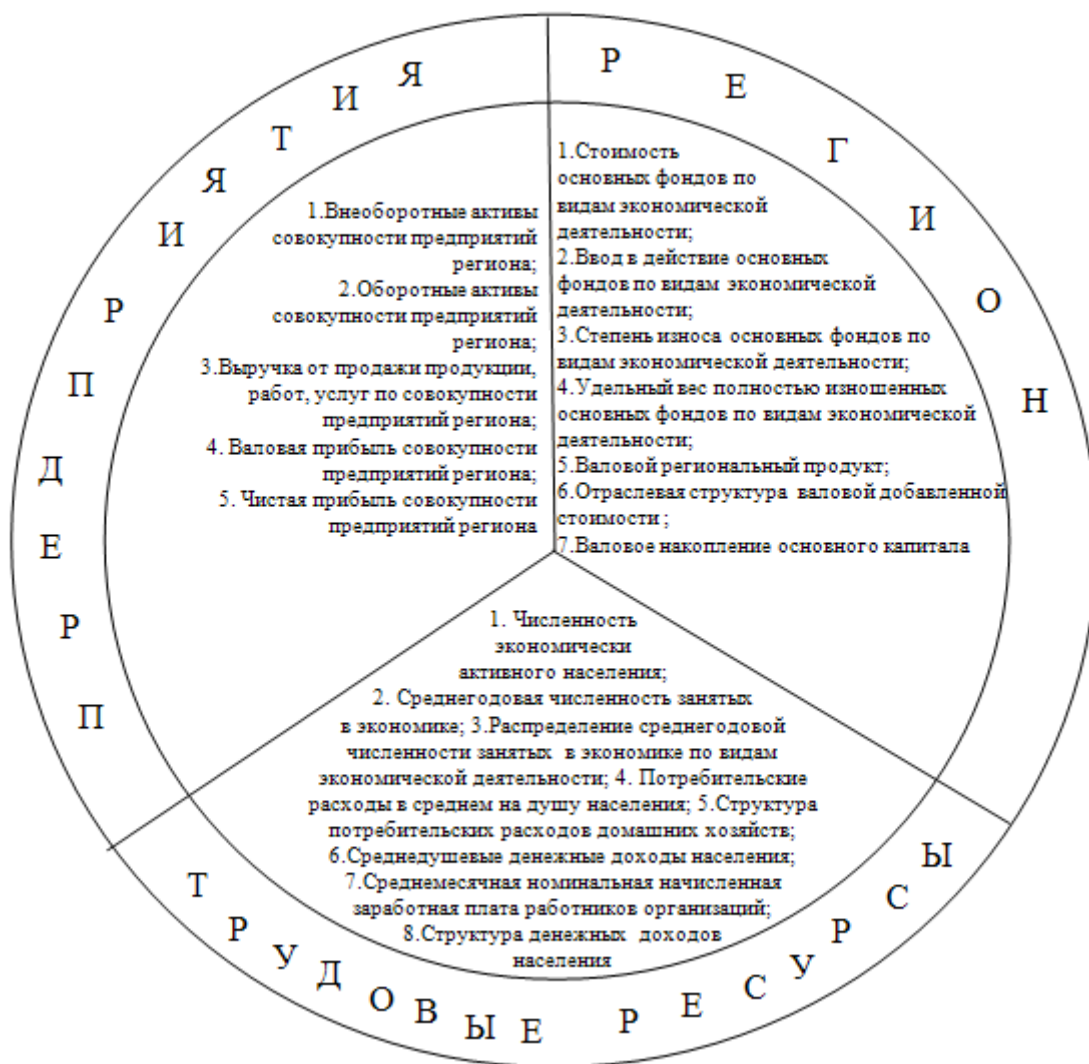 ПРЕДПРИЯТИЯ
1.Внеоборотные активы
совокупности предприятий
региона;
2.Оборотные активы
совокупности предприятий
региона;
3.Выручка от продажи продукции,
работ, услуг по совокупности
предприятий региона;
4. Валовая прибыль совокупности
предприятий региона;
5. Чистая прибыль совокупности
предприятий региона
РЕГИОН
1.Стоимость
основных фондов по
видам экономической
деятельности;
2.Ввод в действие основных
фондов по видам экономической
деятельности;
3.Степень износа основных фондов по
видам экономической деятельности;
4.Удельный вес полностью изношенных
основных фондов по видам экономической
деятельности;
5.Валовой региональный продукт;
6.Отраслевая структура валовой добавленной
стоимости ;
7.Валовое накопление основного капитала
1. Численность
экономически
активного населения;
2. Среднегодовая численность занятых
в экономике; 3.Распределение среднегодовой
численности занятых в экономике по видам
экономической деятельности; 4. Потребительские
расходы в среднем на душу населения; 5.Структура
потребительских расходов домашних хозяйств;
6.Среднедушевые денежные доходы населения;
7.Среднемесячная номинальная начисленная
заработная плата работников организаций;
8.Структура денежных доходов
населения
ТРУДОВЫЕ РЕСУРСЫ